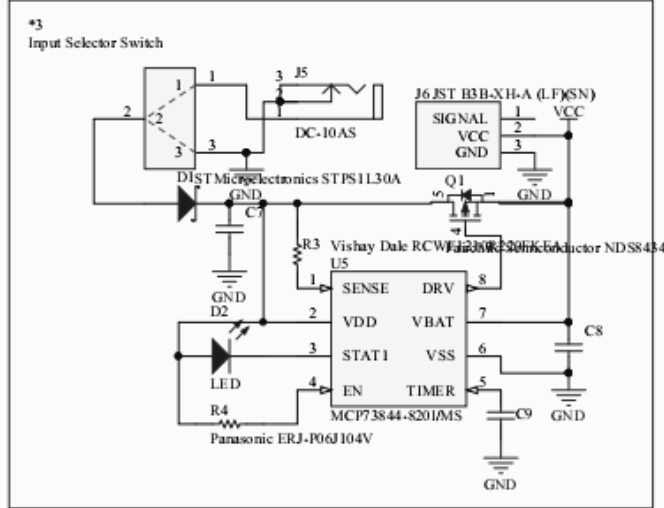 *3
Input Selector Switch
J5
DC-10AS
J6 JST B3B-XH-A (LF)(SN)
VCC
SIGNAL 1
VCC 2
GND 3
1 1
2 2
3 3
3
2
1
GND
GND
D1 STMicroelectronics STPS1L30A
C7
GND
Q1
5 1
4
R3 Vishay Dale
U5
1 SENSE DRV 8
2 VDD VBAT 7
3 STAT1 VSS 6
4 EN TIMER 5
MCP73844-820I/MS
D2
LED
R4
Panasonic ERJ-P06J104V
C8
GND
C9
GND